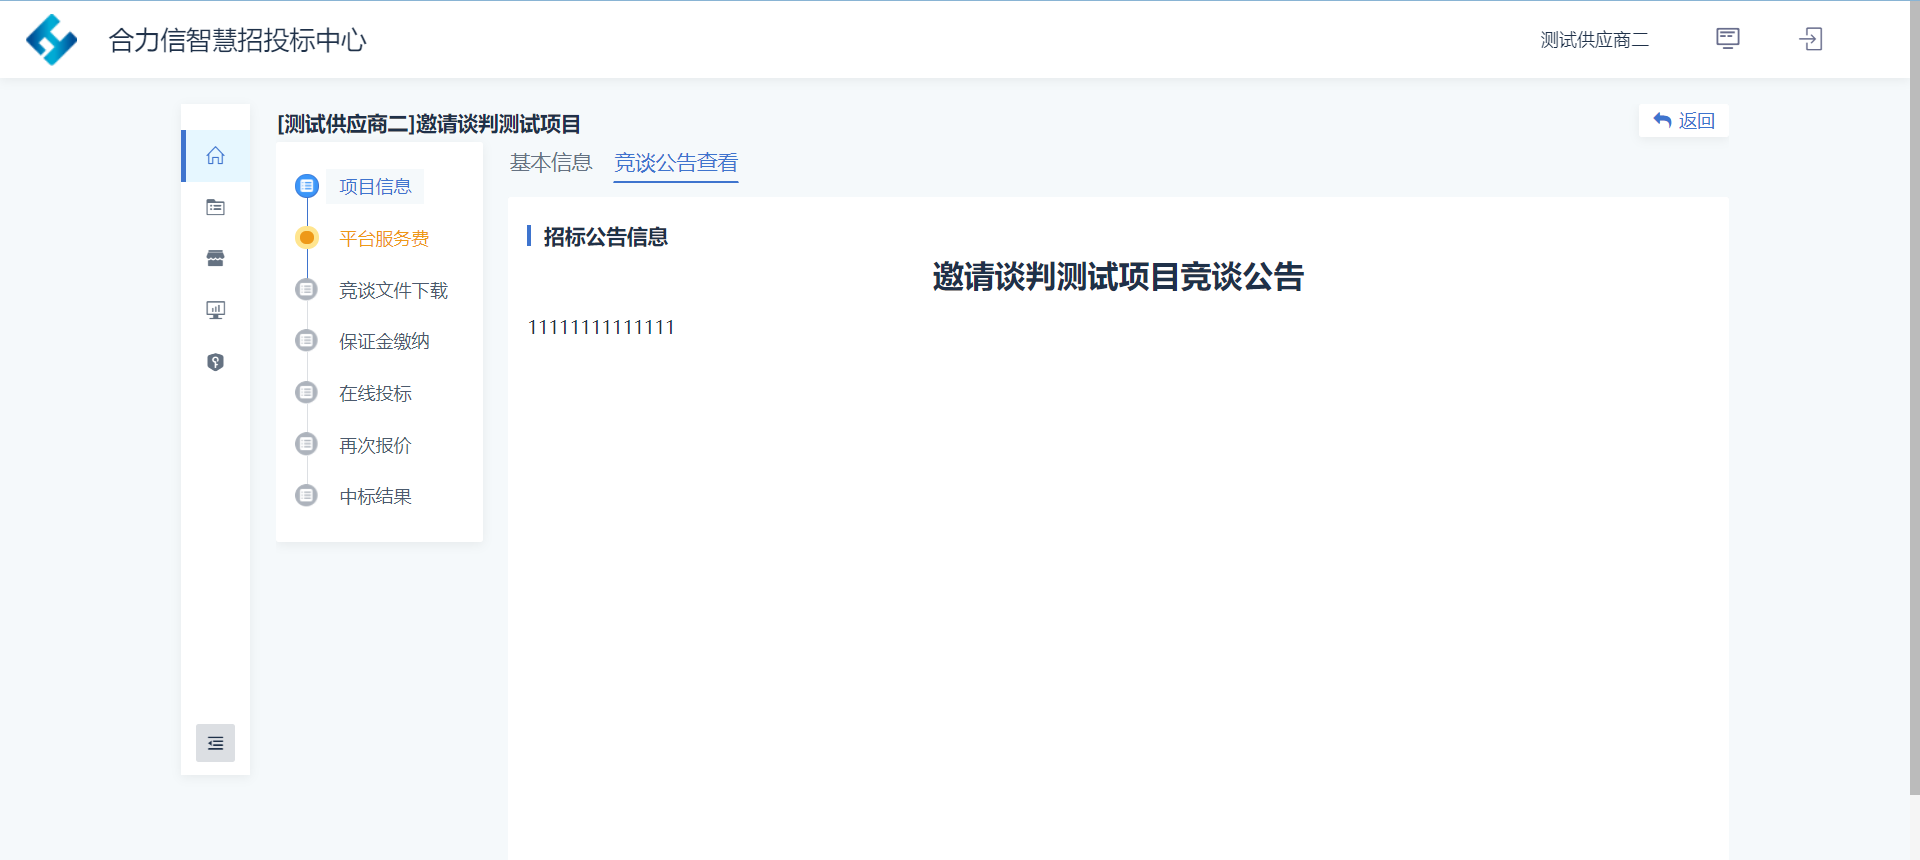 合力信智慧招投标中心
测试供应商二
[测试供应商二]邀请谈判测试项目
返回
项目信息
平台服务费
竞谈文件下载
保证金缴纳
在线投标
再次报价
中标结果
基本信息 竞谈公告查看
招标公告信息
邀请谈判测试项目竞谈公告
11111111111111